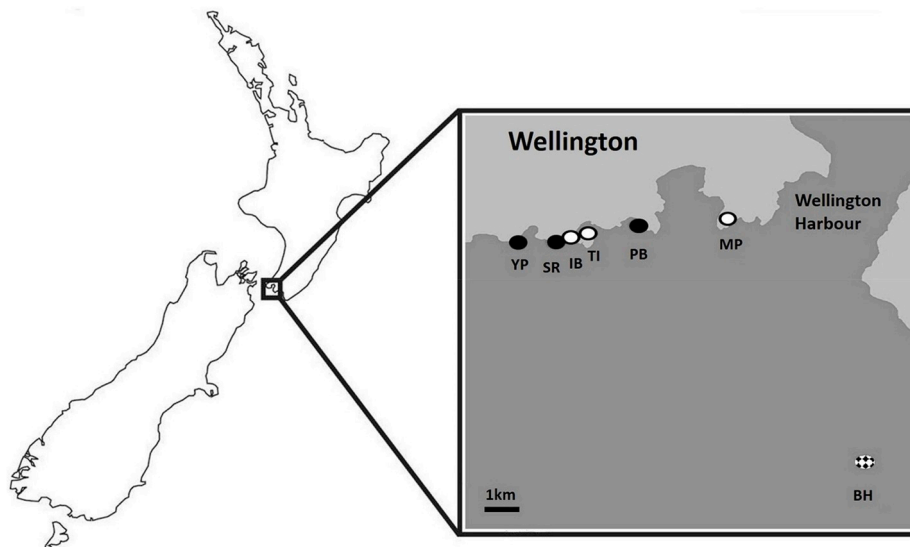 Wellington
Wellington
Harbour
YP
SR
IB
TI
PB
MP
1km
BH